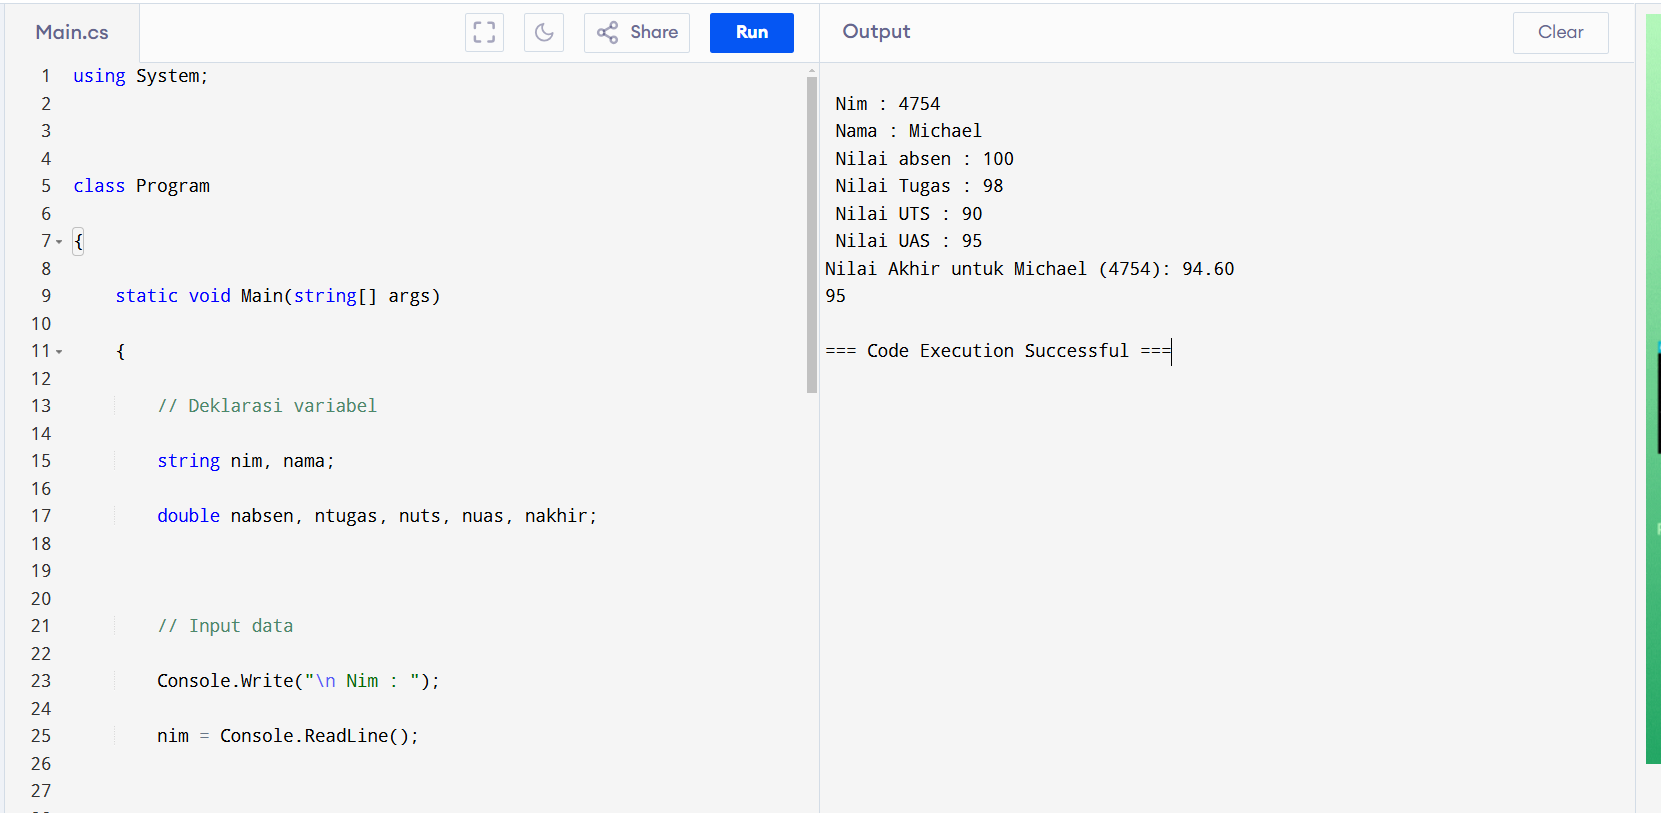 Main.cs Share Run
1 using System;
2
3
4
5 class Program
6
7 {
8
9 static void Main(string[] args)
10
11 {
12
13 // Deklarasi variabel
14
15 string nim, nama;
16
17 double nabsen, ntugas, nuts, nuas, nakhir;
18
19
20
21 // Input data
22
23 Console.Write("\n Nim : ");
24
25 nim = Console.ReadLine();
26
27
Output Clear
Nim : 4754
Nama : Michael
Nilai absen : 100
Nilai Tugas : 98
Nilai UTS : 90
Nilai UAS : 95
Nilai Akhir untuk Michael (4754): 94.60
95
=== Code Execution Successful ===